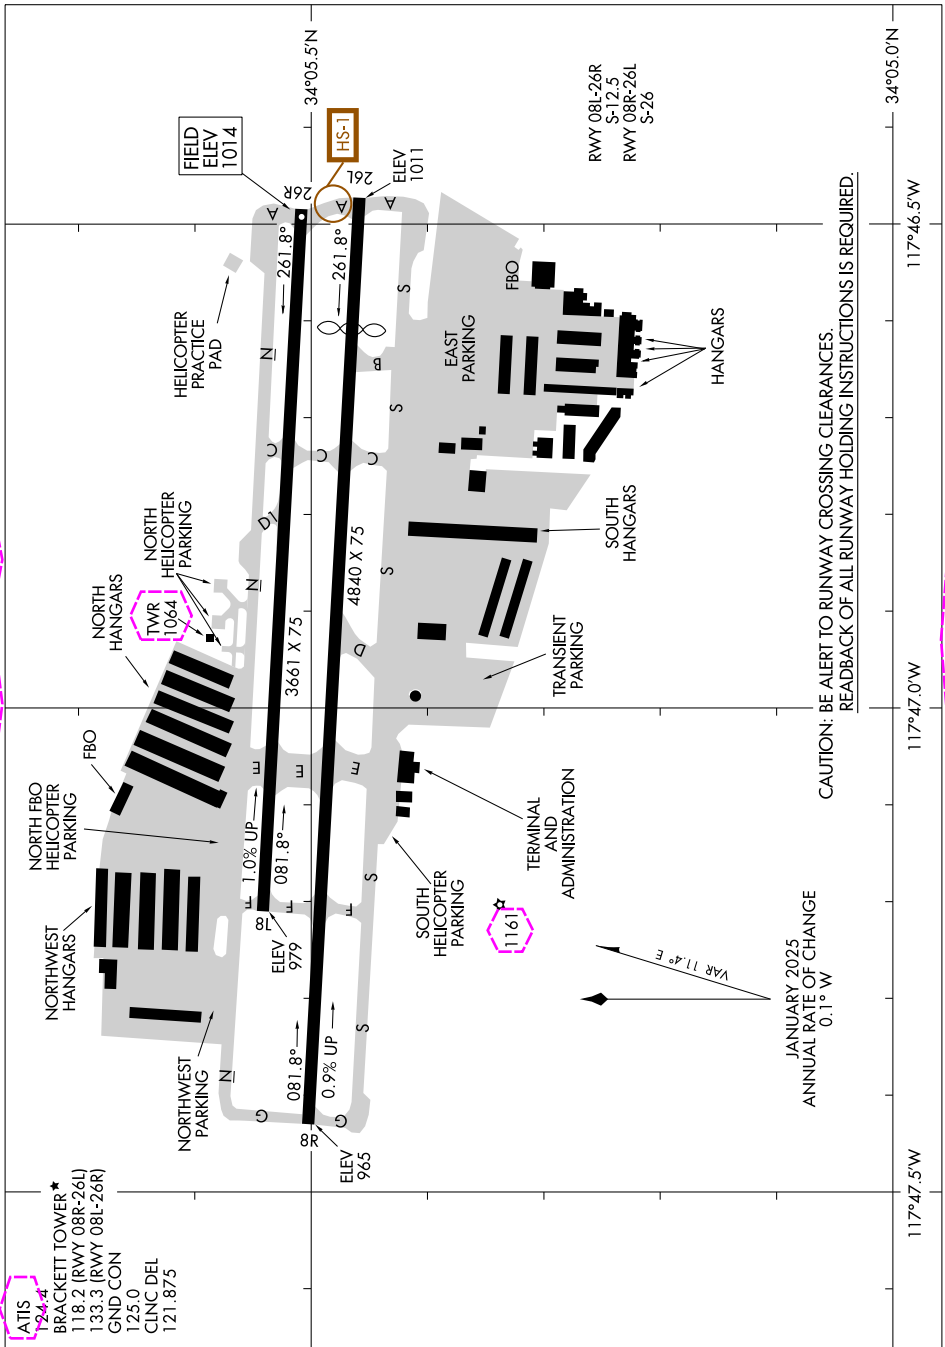 ATIS
124.4
BRACKETT TOWER★
118.2 (RWY 08R-26L)
133.3 (RWY 08L-26R)
GND CON
125.0
CLNC DEL
121.875
34°05.5'N
34°05.0'N
FIELD
ELEV
1014
HS-1
26R
26L
ELEV
1011
RWY 08L-26R
S-12.5
RWY 08R-26L
S-26
A
A
A
261.8°
261.8°
117°46.5'W
HELICOPTER
PRACTICE
PAD
N
S
B
S
FBO
EAST
PARKING
HANGARS
C
C
C
D1
NORTH
HELICOPTER
PARKING
N
NORTH
HANGARS
TWR
1064
3661 X 75
4840 X 75
S
D
SOUTH
HANGARS
TRANSIENT
PARKING
117°47.0'W
FBO
NORTH FBO
HELICOPTER
PARKING
E
E
E
1.0% UP
081.8°
TERMINAL
AND
ADMINISTRATION
S
SOUTH
HELICOPTER
PARKING
F
F
F
8L
ELEV
979
NORTHWEST
HANGARS
1161
VAR 11.4° E
JANUARY 2025
ANNUAL RATE OF CHANGE
0.1° W
CAUTION: BE ALERT TO RUNWAY CROSSING CLEARANCES.
READBACK OF ALL RUNWAY HOLDING INSTRUCTIONS IS REQUIRED.
NORTHWEST
PARKING
N
081.8°
0.9% UP
S
G
G
8R
ELEV
965
117°47.5'W